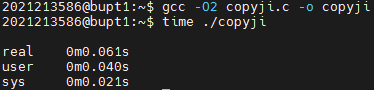 2021213586@bupt1:~$ gcc -O2 copyji.c -o copyji
2021213586@bupt1:~$ time ./copyji
real    0m0.061s
user    0m0.040s
sys     0m0.021s